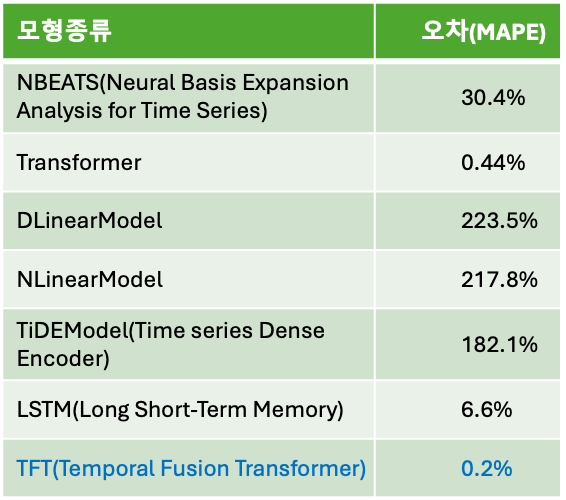 모형종류 오차(MAPE)
NBEATS(Neural Basis Expansion
Analysis for Time Series) 30.4%
Transformer 0.44%
DLinearModel 223.5%
NLinearModel 217.8%
TiDEModel(Time series Dense
Encoder) 182.1%
LSTM(Long Short-Term Memory) 6.6%
TFT(Temporal Fusion Transformer) 0.2%